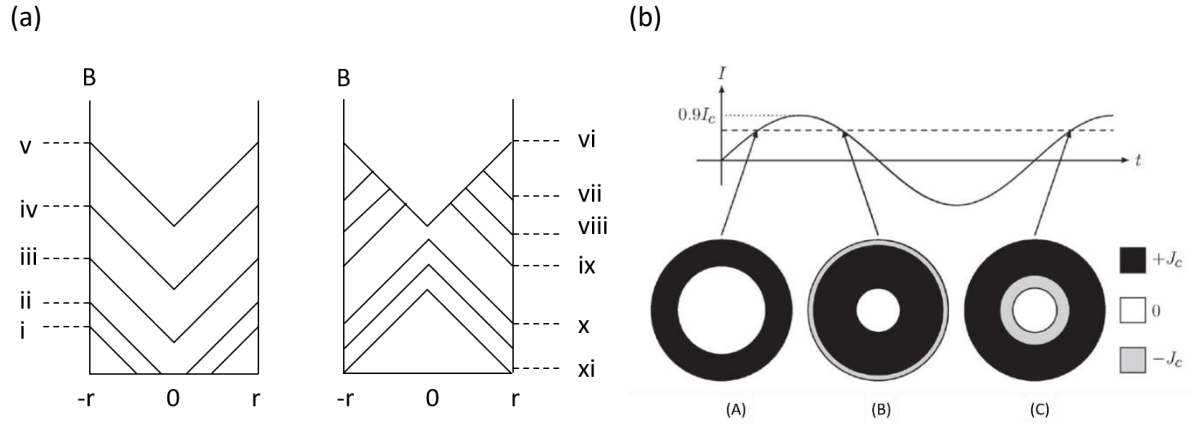 (a)
B
v
iv
iii
ii
i
-r 0 r
B
vi
vii
viii
ix
x
xi
-r 0 r
(b)
I
0.9I_c
t
+J_c
0
-J_c
(A) (B) (C)